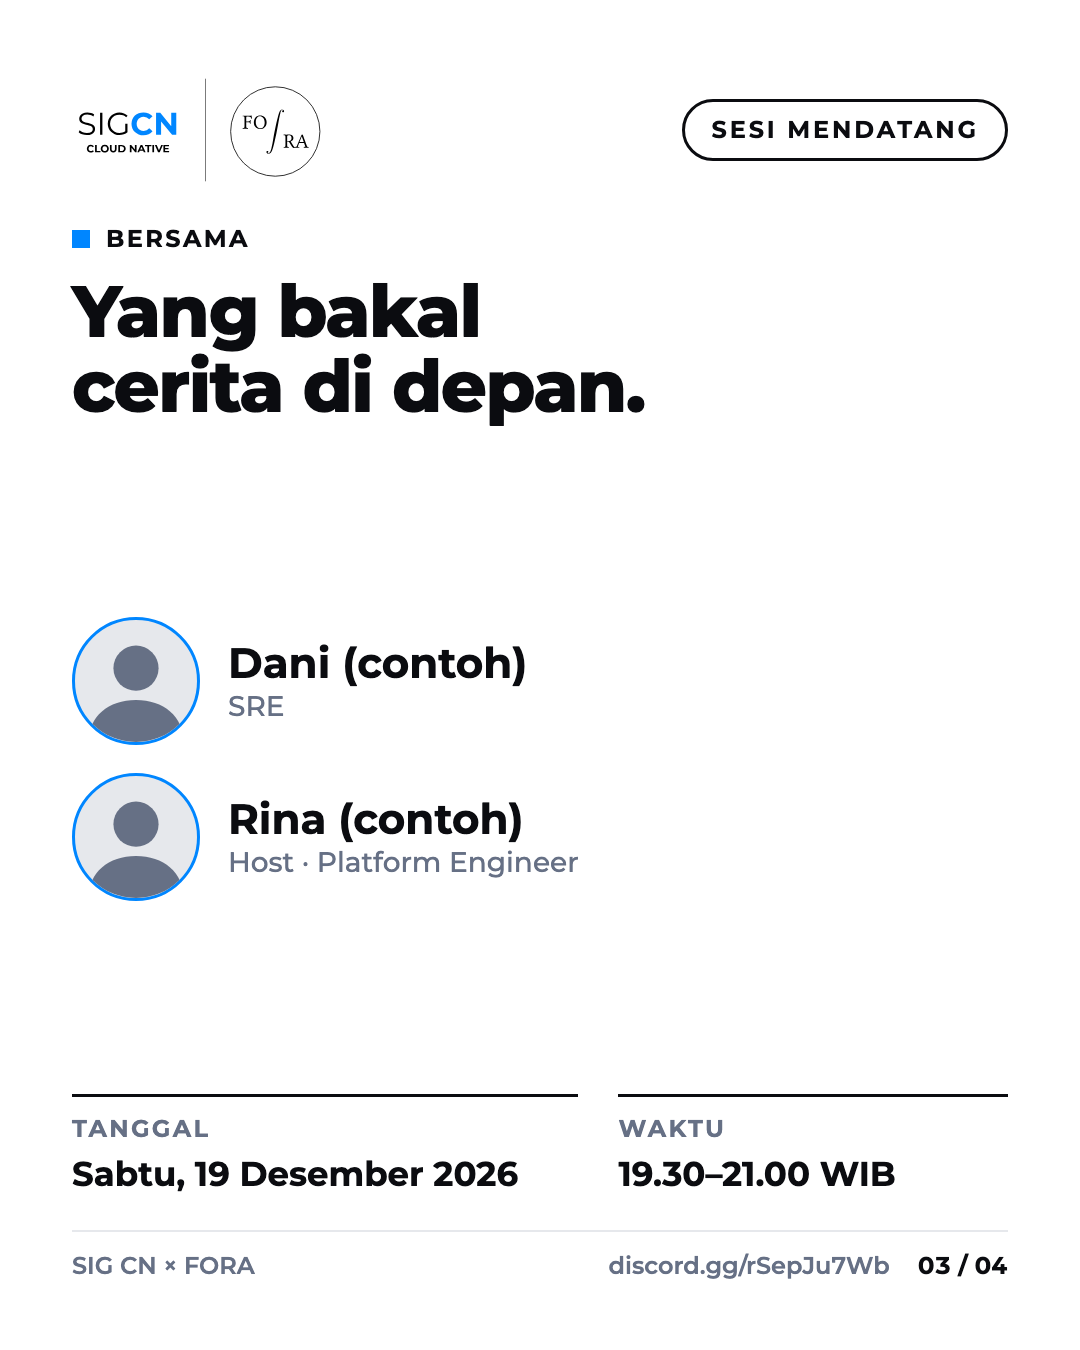 SIGCN
CLOUD NATIVE
FO
RA
SESI MENDATANG
BERSAMA
Yang bakal
cerita di depan.
Dani (contoh)
SRE
Rina (contoh)
Host · Platform Engineer
TANGGAL
Sabtu, 19 Desember 2026
WAKTU
19.30–21.00 WIB
SIG CN × FORA
discord.gg/rSepJu7Wb
03 / 04